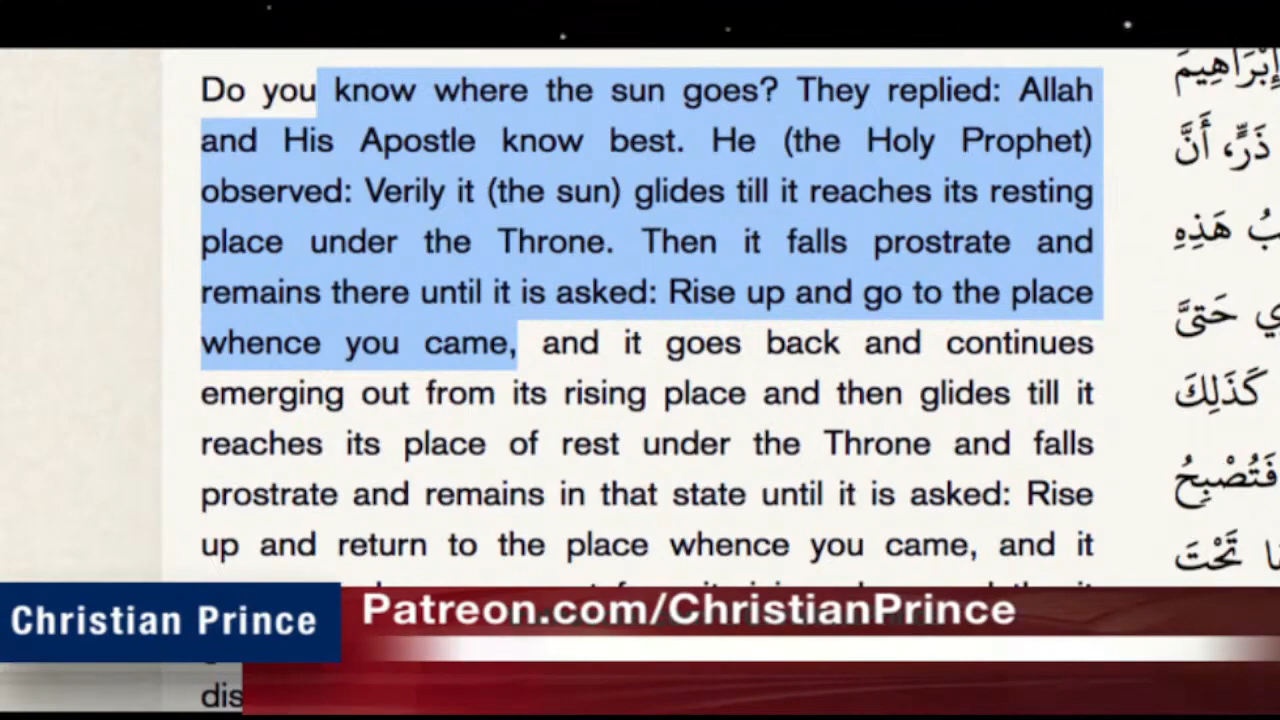 Do you know where the sun goes? They replied: Allah
and His Apostle know best. He (the Holy Prophet)
observed: Verily it (the sun) glides till it reaches its resting
place under the Throne. Then it falls prostrate and
remains there until it is asked: Rise up and go to the place
whence you came, and it goes back and continues
emerging out from its rising place and then glides till it
reaches its place of rest under the Throne and falls
prostrate and remains in that state until it is asked: Rise
up and return to the place whence you came, and it
dis
إِبْرَاهِيمَ
ذَرٍّ، أَنَّ
هَذِهِ
حَتَّى
كَذَلِكَ
فَتُصْبِحُ
تَحْتَ
Christian Prince
Patreon.com/ChristianPrince